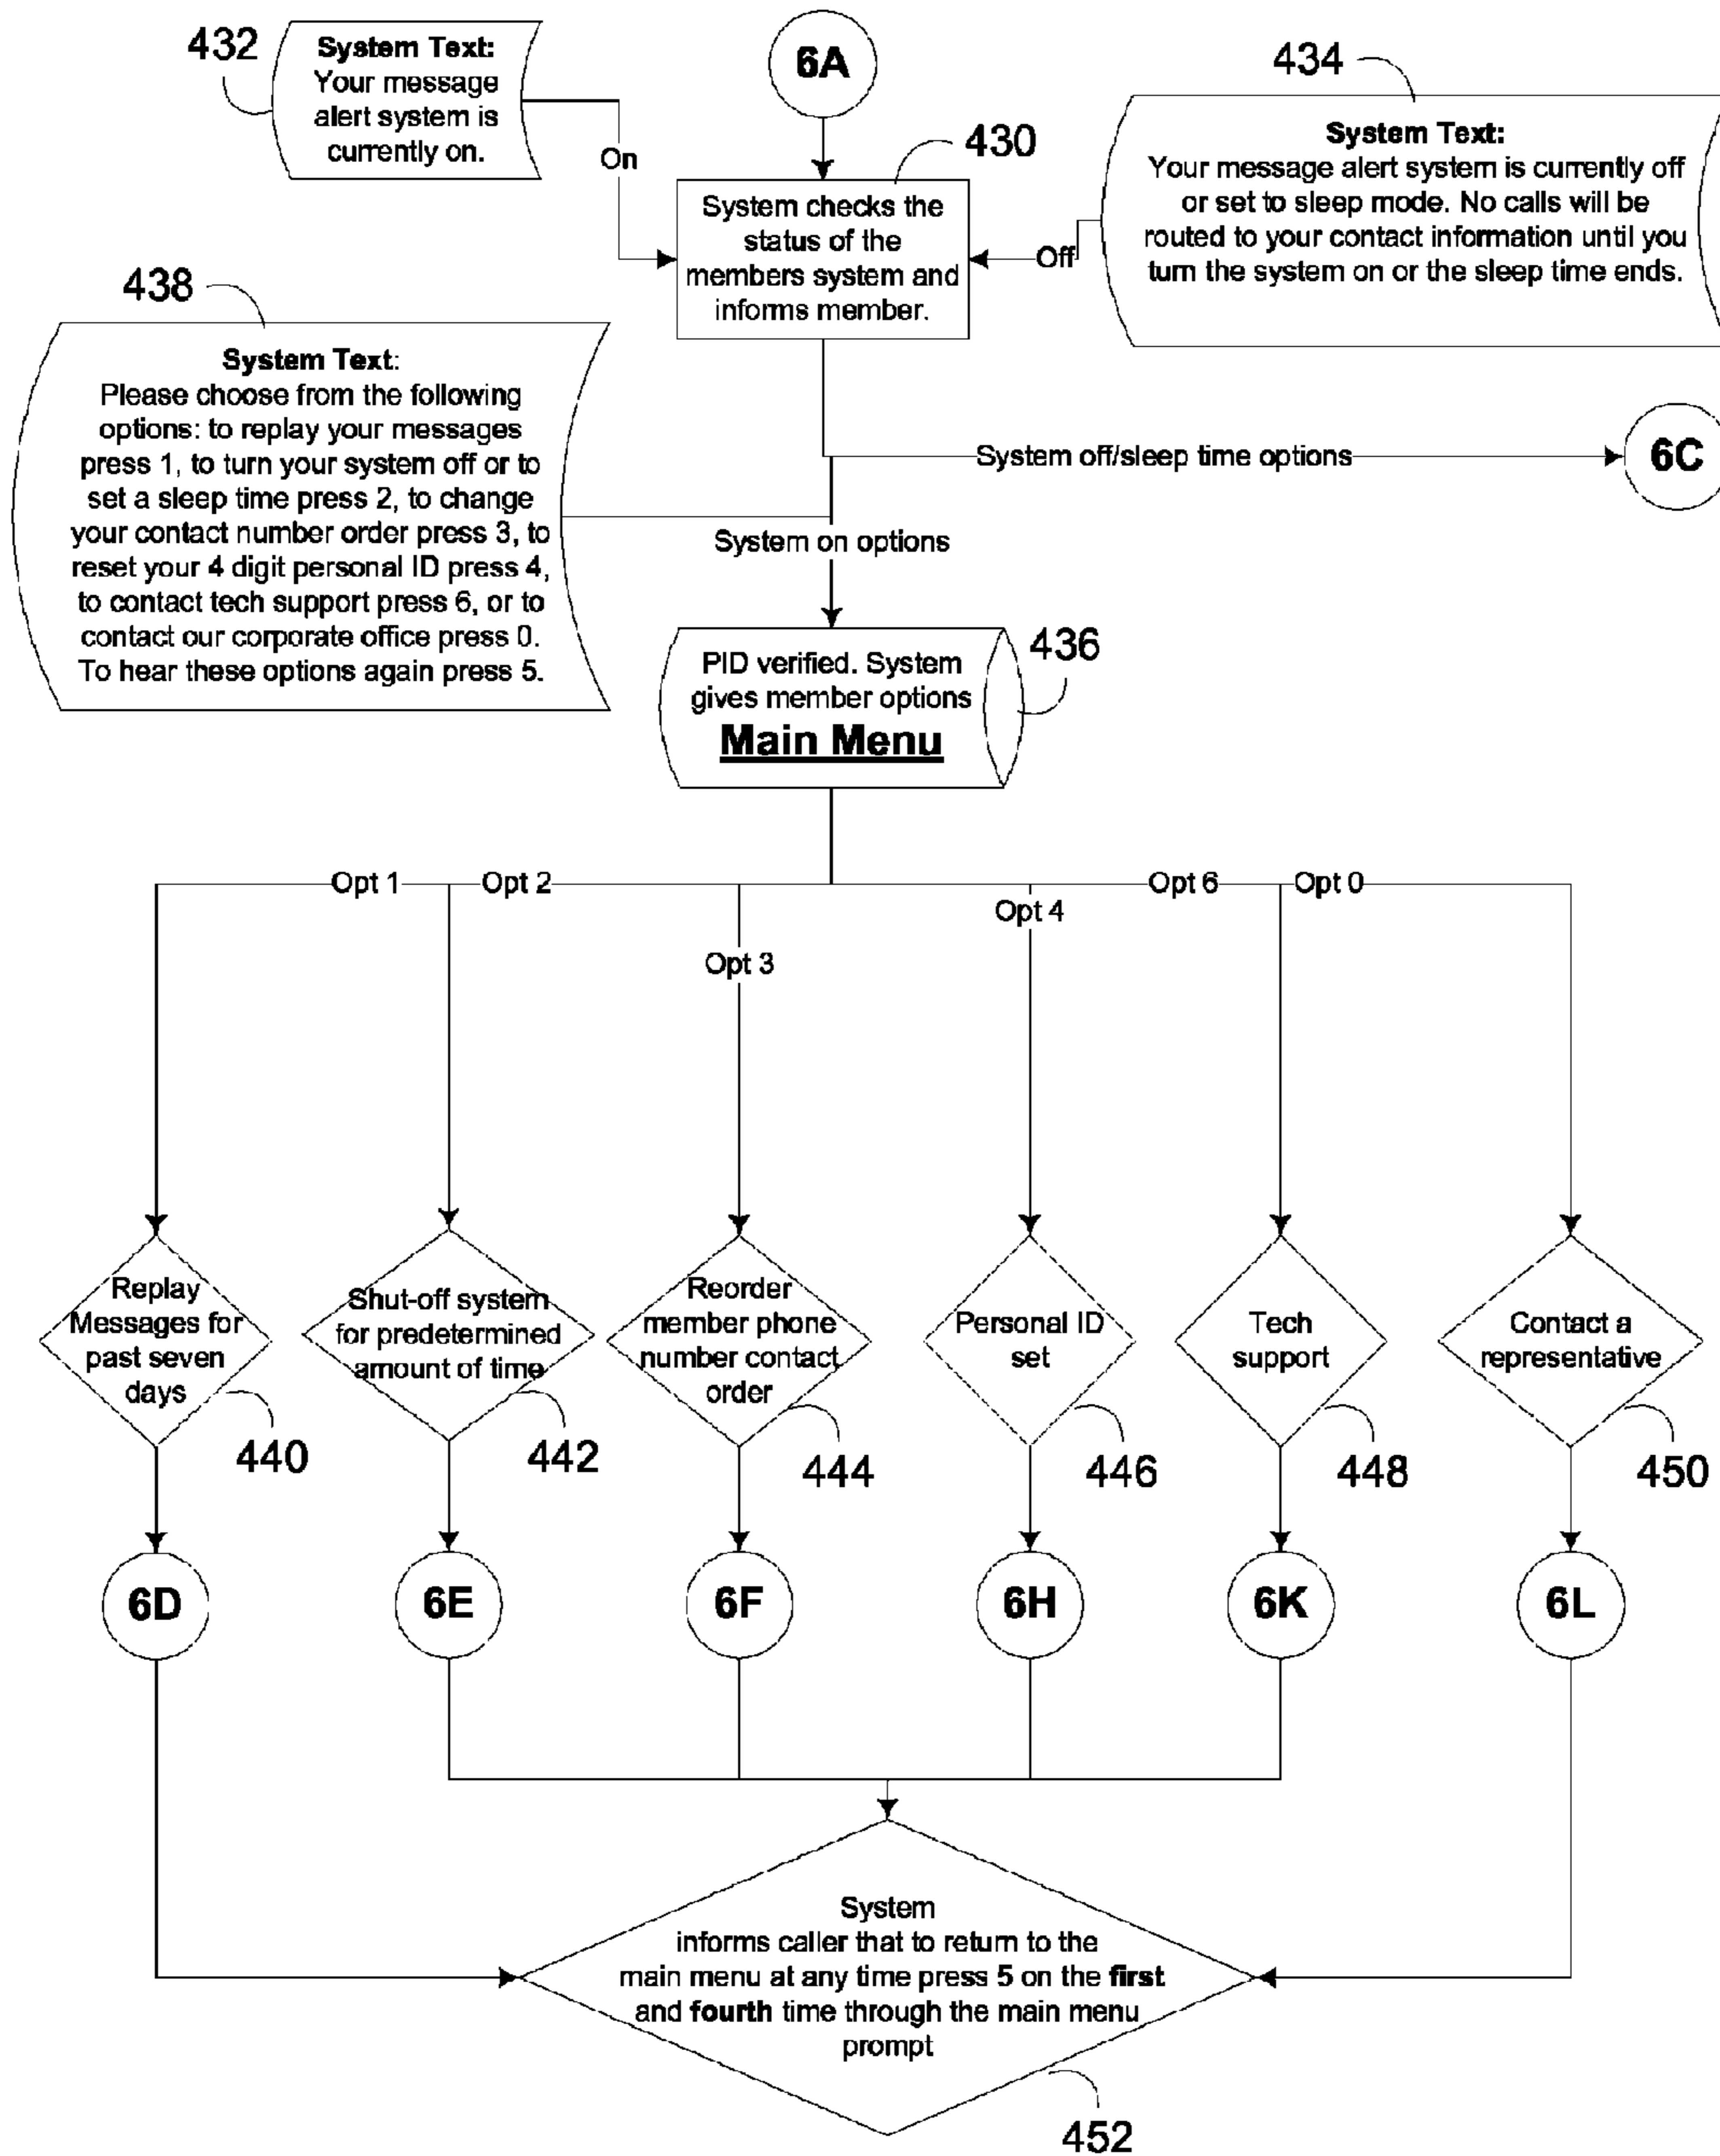 432
System Text:
Your message
alert system is
currently on.
6A
434
System Text:
Your message alert system is currently off
or set to sleep mode. No calls will be
routed to your contact information until you
turn the system on or the sleep time ends.
On
430
System checks the
status of the
members system and
informs member.
Off
438
System Text:
Please choose from the following
options: to replay your messages
press 1, to turn your system off or to
set a sleep time press 2, to change
your contact number order press 3, to
reset your 4 digit personal ID press 4,
to contact tech support press 6, or to
contact our corporate office press 0.
To hear these options again press 5.
System off/sleep time options
6C
System on options
PID verified. System
gives member options
Main Menu
436
Opt 1
Opt 2
Opt 3
Opt 4
Opt 6
Opt 0
Replay
Messages for
past seven
days
440
Shut-off system
for predetermined
amount of time
442
Reorder
member phone
number contact
order
444
Personal ID
set
446
Tech
support
448
Contact a
representative
450
6D
6E
6F
6H
6K
6L
System
informs caller that to return to the
main menu at any time press 5 on the first
and fourth time through the main menu
prompt
452